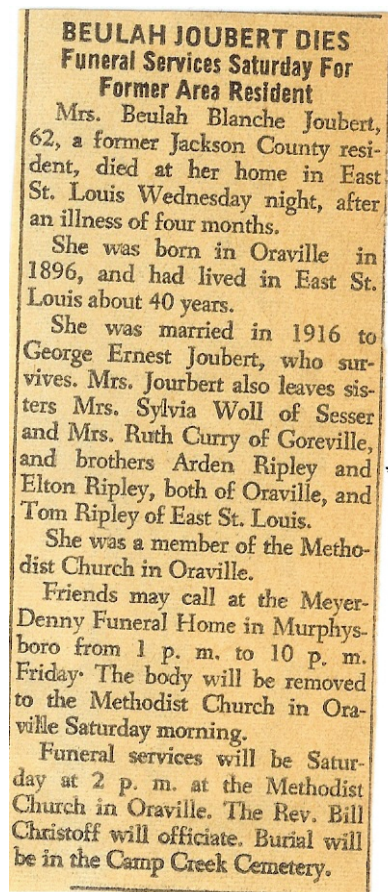 BEULAH JOUBERT DIES
Funeral Services Saturday For
Former Area Resident
Mrs. Beulah Blanche Joubert,
62, a former Jackson County resi-
dent, died at her home in East
St. Louis Wednesday night, after
an illness of four months.
She was born in Oraville in
1896, and had lived in East St.
Louis about 40 years.
She was married in 1916 to
George Ernest Joubert, who sur-
vives. Mrs. Jourbert also leaves sis-
ters Mrs. Sylvia Woll of Sesser
and Mrs. Ruth Curry of Goreville,
and brothers Arden Ripley and
Elton Ripley, both of Oraville, and
Tom Ripley of East St. Louis.
She was a member of the Metho-
dist Church in Oraville.
Friends may call at the Meyer-
Denny Funeral Home in Murphys-
boro from 1 p. m. to 10 p. m.
Friday. The body will be removed
to the Methodist Church in Ora-
ville Saturday morning.
Funeral services will be Satur-
day at 2 p. m. at the Methodist
Church in Oraville. The Rev. Bill
Christoff will officiate. Burial will
be in the Camp Creek Cemetery.